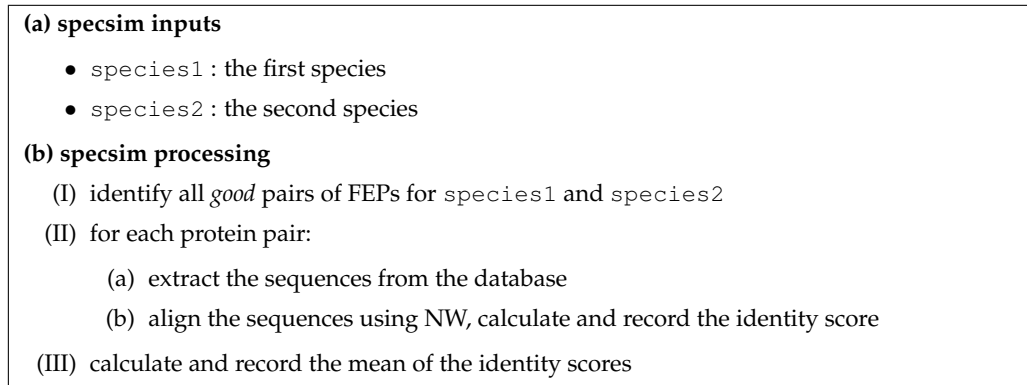 (a) specsim inputs
• species1 : the first species
• species2 : the second species
(b) specsim processing
(I) identify all good pairs of FEPs for species1 and species2
(II) for each protein pair:
(a) extract the sequences from the database
(b) align the sequences using NW, calculate and record the identity score
(III) calculate and record the mean of the identity scores